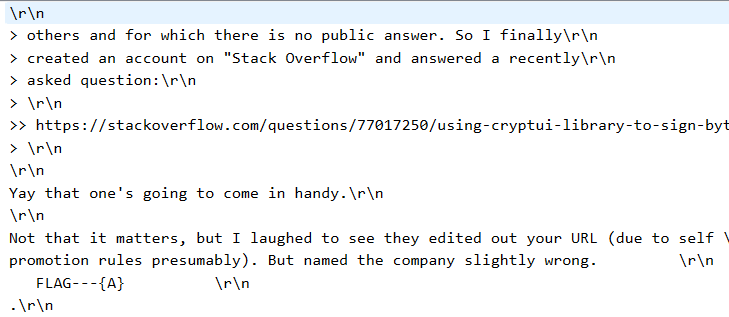 \r\n
> others and for which there is no public answer. So I finally\r\n
> created an account on "Stack Overflow" and answered a recently\r\n
> asked question:\r\n
> \r\n
>> https://stackoverflow.com/questions/77017250/using-cryptui-library-to-sign-byt
> \r\n
\r\n
Yay that one's going to come in handy.\r\n
\r\n
Not that it matters, but I laughed to see they edited out your URL (due to self \
promotion rules presumably). But named the company slightly wrong.          \r\n
   FLAG---{A}           \r\n
.\r\n